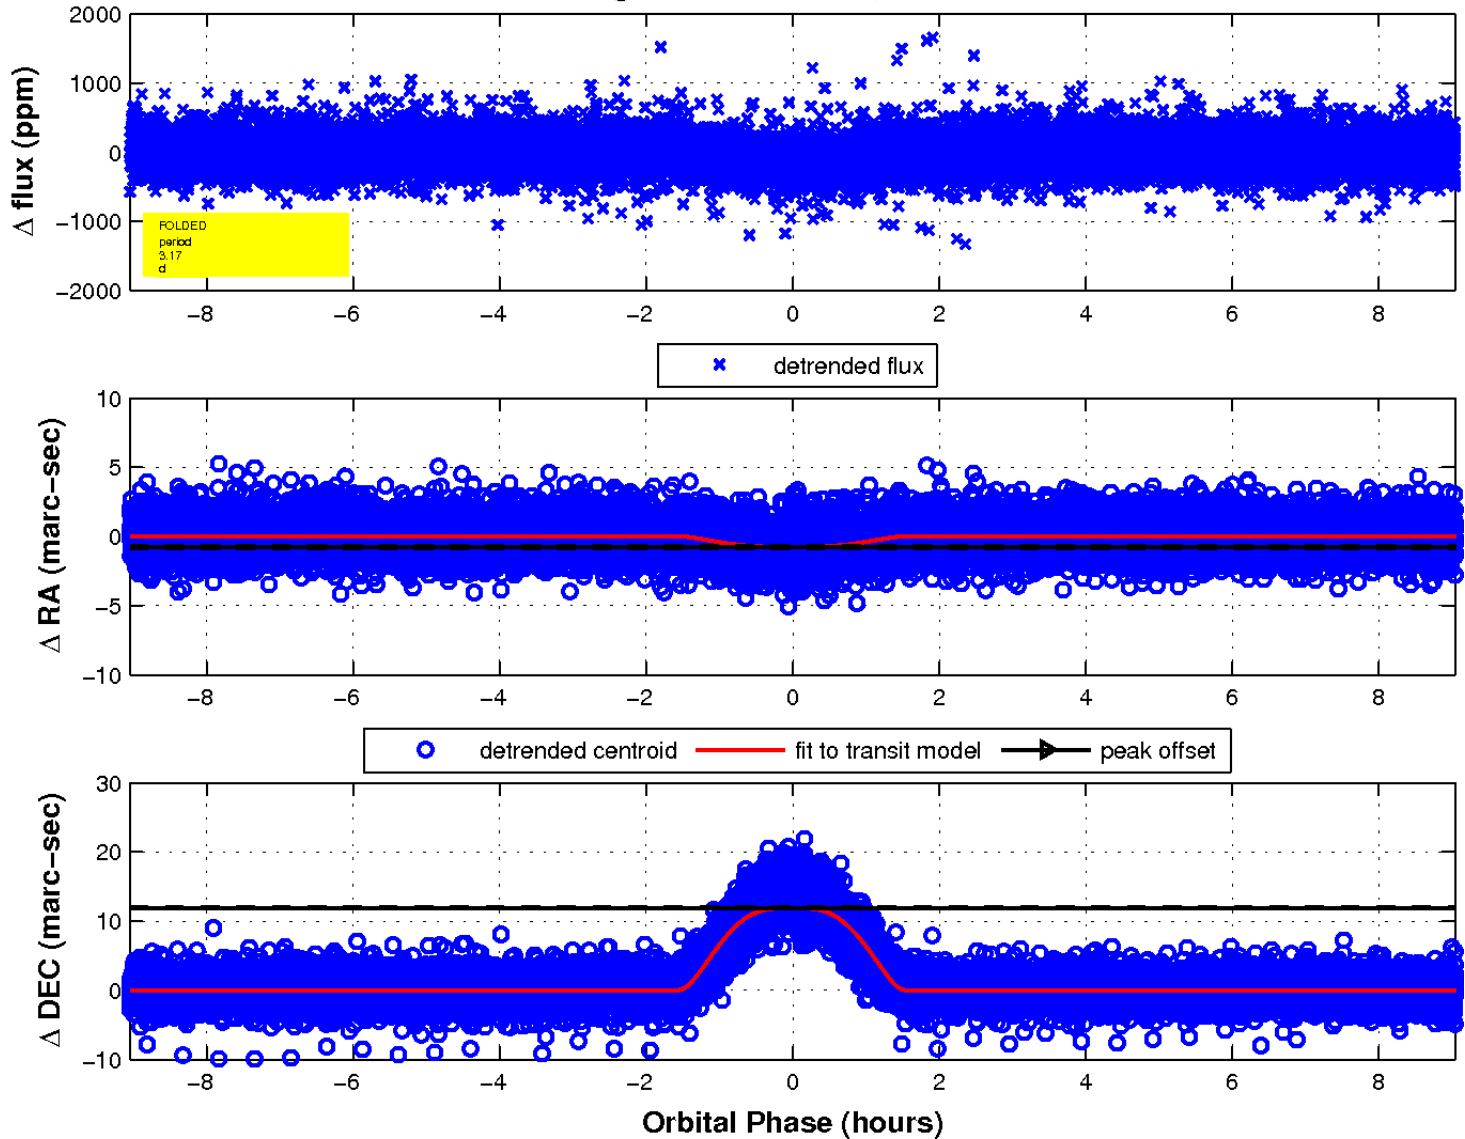 2000
1000
0
−1000
−2000
Δ flux (ppm)
FOLDED
period
3.17
d
−8 −6 −4 −2 0 2 4 6 8
detrended flux
10
5
0
−5
−10
Δ RA (marc−sec)
−8 −6 −4 −2 0 2 4 6 8
detrended centroid fit to transit model peak offset
30
20
10
0
−10
Δ DEC (marc−sec)
−8 −6 −4 −2 0 2 4 6 8
Orbital Phase (hours)